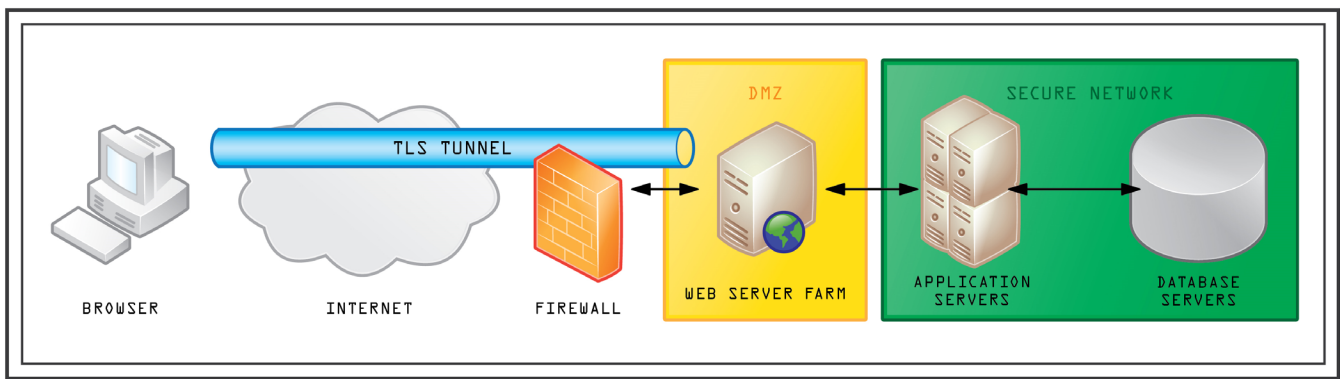 DMZ
SECURE NETWORK
TLS TUNNEL
BROWSER
INTERNET
FIREWALL
WEB SERVER FARM
APPLICATION
SERVERS
DATABASE
SERVERS